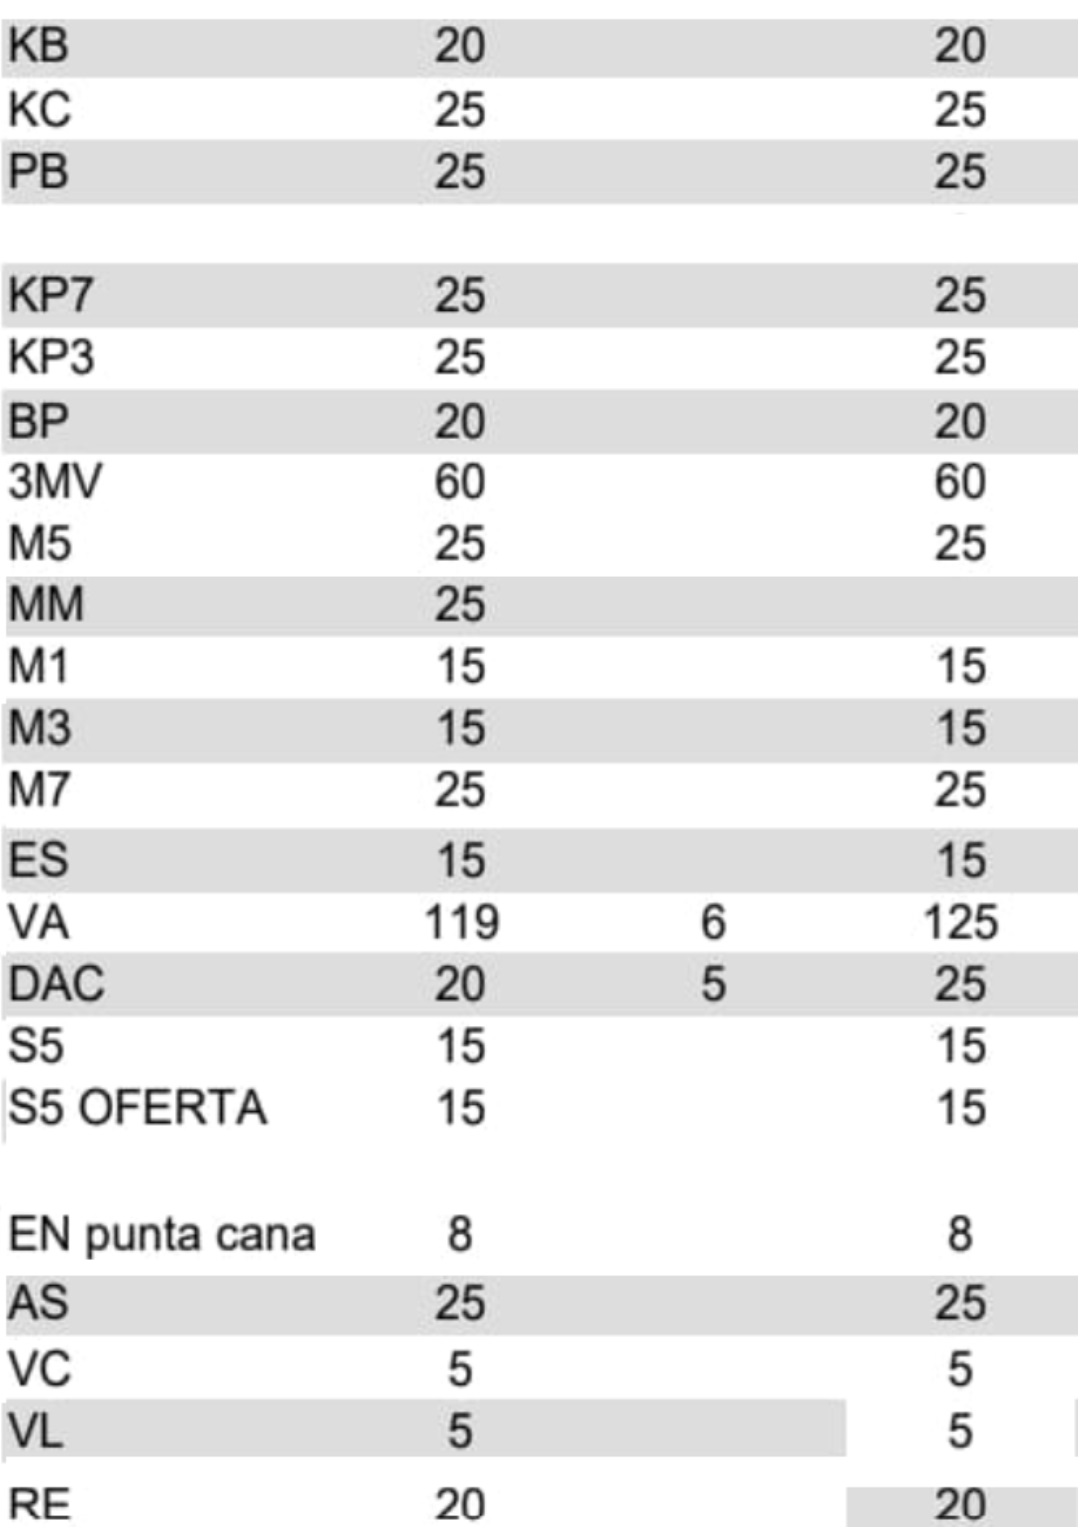 KB 20 20
KC 25 25
PB 25 25
KP7 25 25
KP3 25 25
BP 20 20
3MV 60 60
M5 25 25
MM 25
M1 15 15
M3 15 15
M7 25 25
ES 15 15
VA 119 6 125
DAC 20 5 25
S5 15 15
S5 OFERTA 15 15
EN punta cana 8 8
AS 25 25
VC 5 5
VL 5 5
RE 20 20